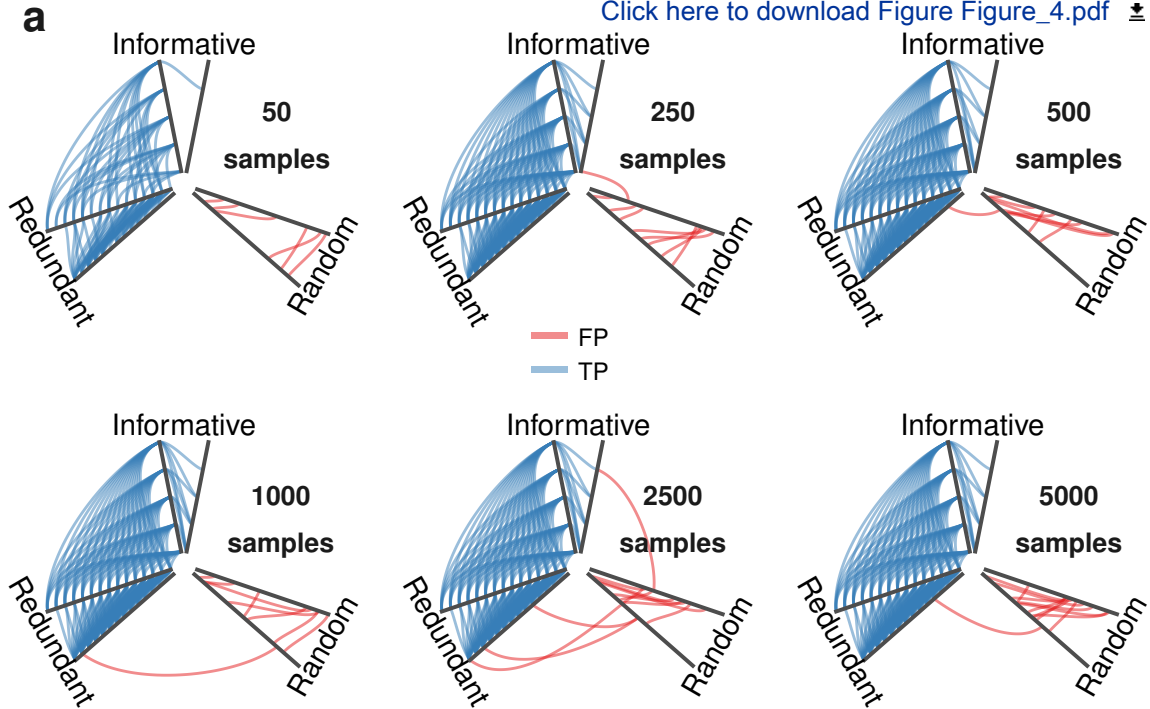 a
Click here to download Figure Figure_4.pdf
Informative
50
samples
Redundant
Random
Informative
250
samples
Redundant
Random
Informative
500
samples
Redundant
Random
FP
TP
Informative
1000
samples
Redundant
Random
Informative
2500
samples
Redundant
Random
Informative
5000
samples
Redundant
Random